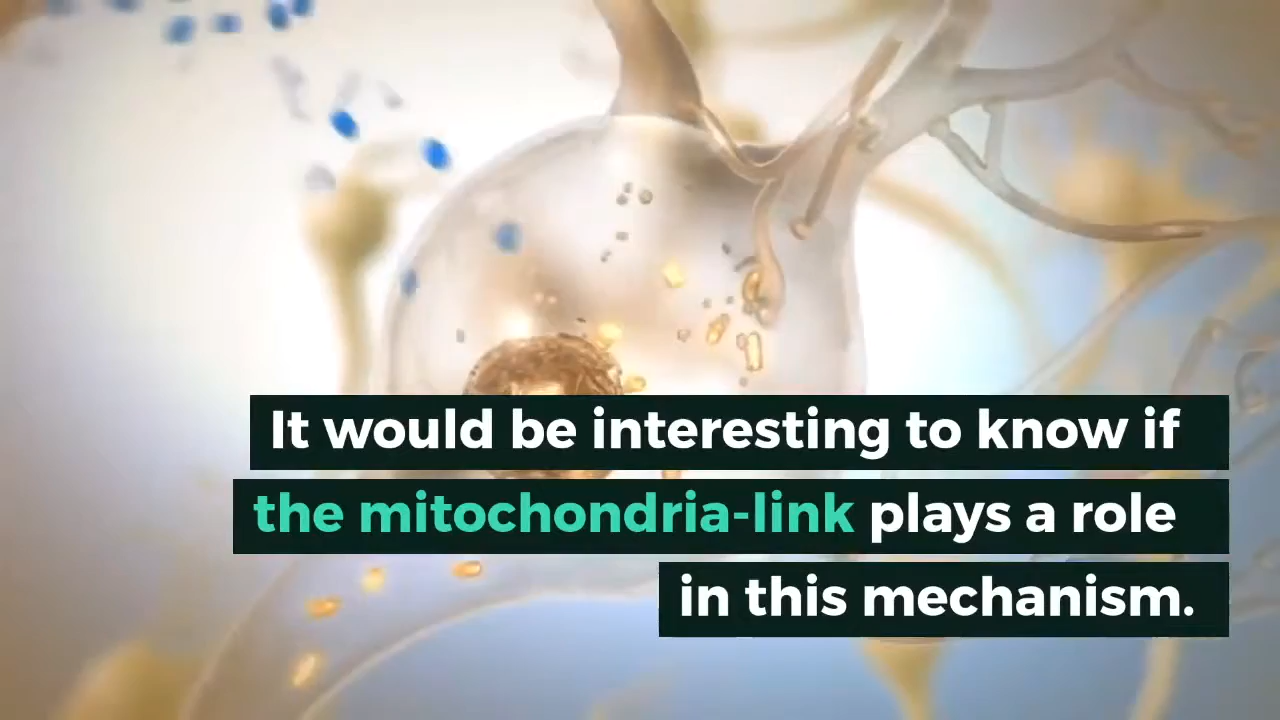 It would be interesting to know if
the mitochondria-link plays a role
in this mechanism.